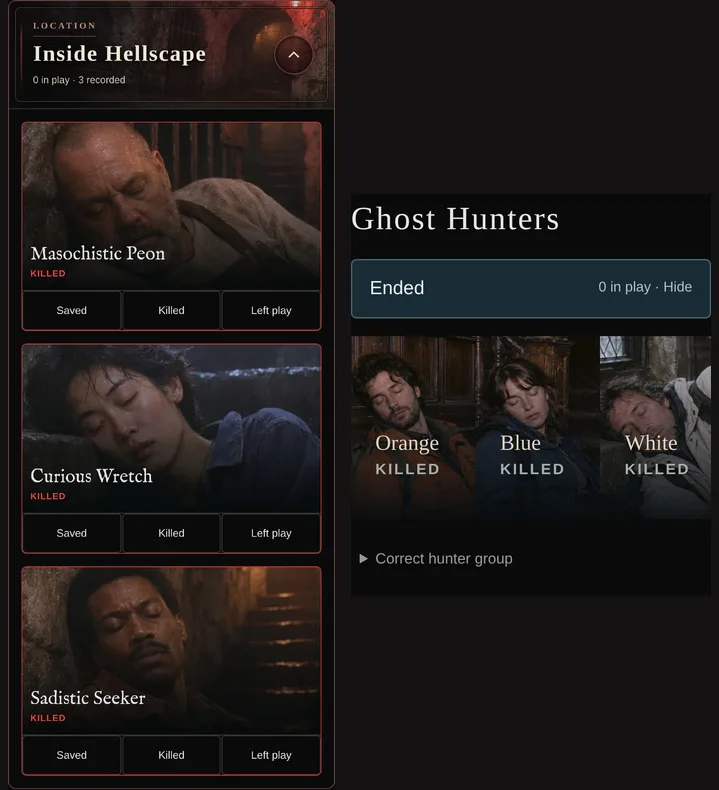 LOCATION
Inside Hellscape
0 in play · 3 recorded
Masochistic Peon
KILLED
Saved
Killed
Left play
Curious Wretch
KILLED
Saved
Killed
Left play
Sadistic Seeker
KILLED
Saved
Killed
Left play
Ghost Hunters
Ended
0 in play · Hide
Orange
KILLED
Blue
KILLED
White
KILLED
Correct hunter group